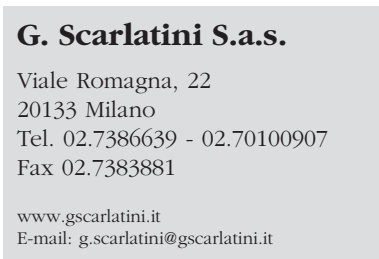 G. Scarlatini S.a.s.
Viale Romagna, 22
20133 Milano
Tel. 02.7386639 - 02.70100907
Fax 02.7383881
www.gscarlatini.it
E-mail: g.scarlatini@gscarlatini.it